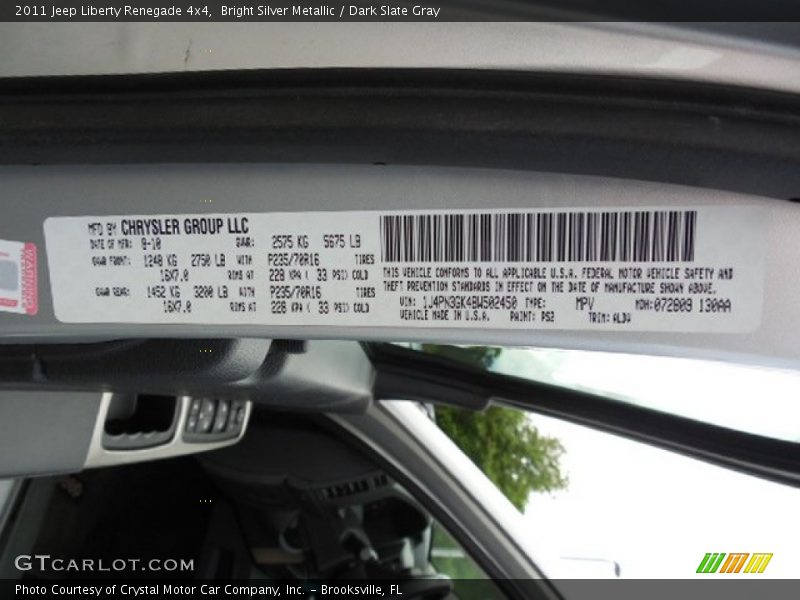 2011 Jeep Liberty Renegade 4x4, Bright Silver Metallic / Dark Slate Gray
WARNING
MFD BY CHRYSLER GROUP LLC
DATE OF MFR: 8-10 GVWR: 2575 KG 5675 LB
GAWR FRONT: 1248 KG 2750 LB WITH P235/70R16 TIRES
16X7.0 RIMS AT 228 KPA ( 33 PSI) COLD
GAWR REAR: 1452 KG 3200 LB WITH P235/70R16 TIRES
16X7.0 RIMS AT 228 KPA ( 33 PSI) COLD
THIS VEHICLE CONFORMS TO ALL APPLICABLE U.S.A. FEDERAL MOTOR VEHICLE SAFETY AND
THEFT PREVENTION STANDARDS IN EFFECT ON THE DATE OF MANUFACTURE SHOWN ABOVE.
VIN: 1J4PN3GK4BW502450 TYPE: MPV MDH: 072809 130AA
VEHICLE MADE IN U.S.A. PAINT: PS2 TRIM: ALDV
GTCARLOT.COM
Photo Courtesy of Crystal Motor Car Company, Inc. – Brooksville, FL